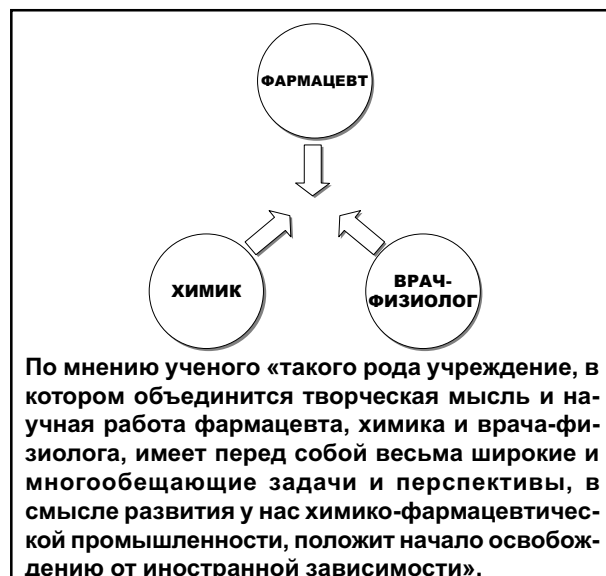 ФАРМАЦЕВТ
ХИМИК
ВРАЧ-
ФИЗИОЛОГ
По мнению ученого «такого рода учреждение, в
котором объединится творческая мысль и на-
учная работа фармацевта, химика и врача-фи-
зиолога, имеет перед собой весьма широкие и
многообещающие задачи и перспективы, в
смысле развития у нас химико-фармацевтичес-
кой промышленности, положит начало освобож-
дению от иностранной зависимости».